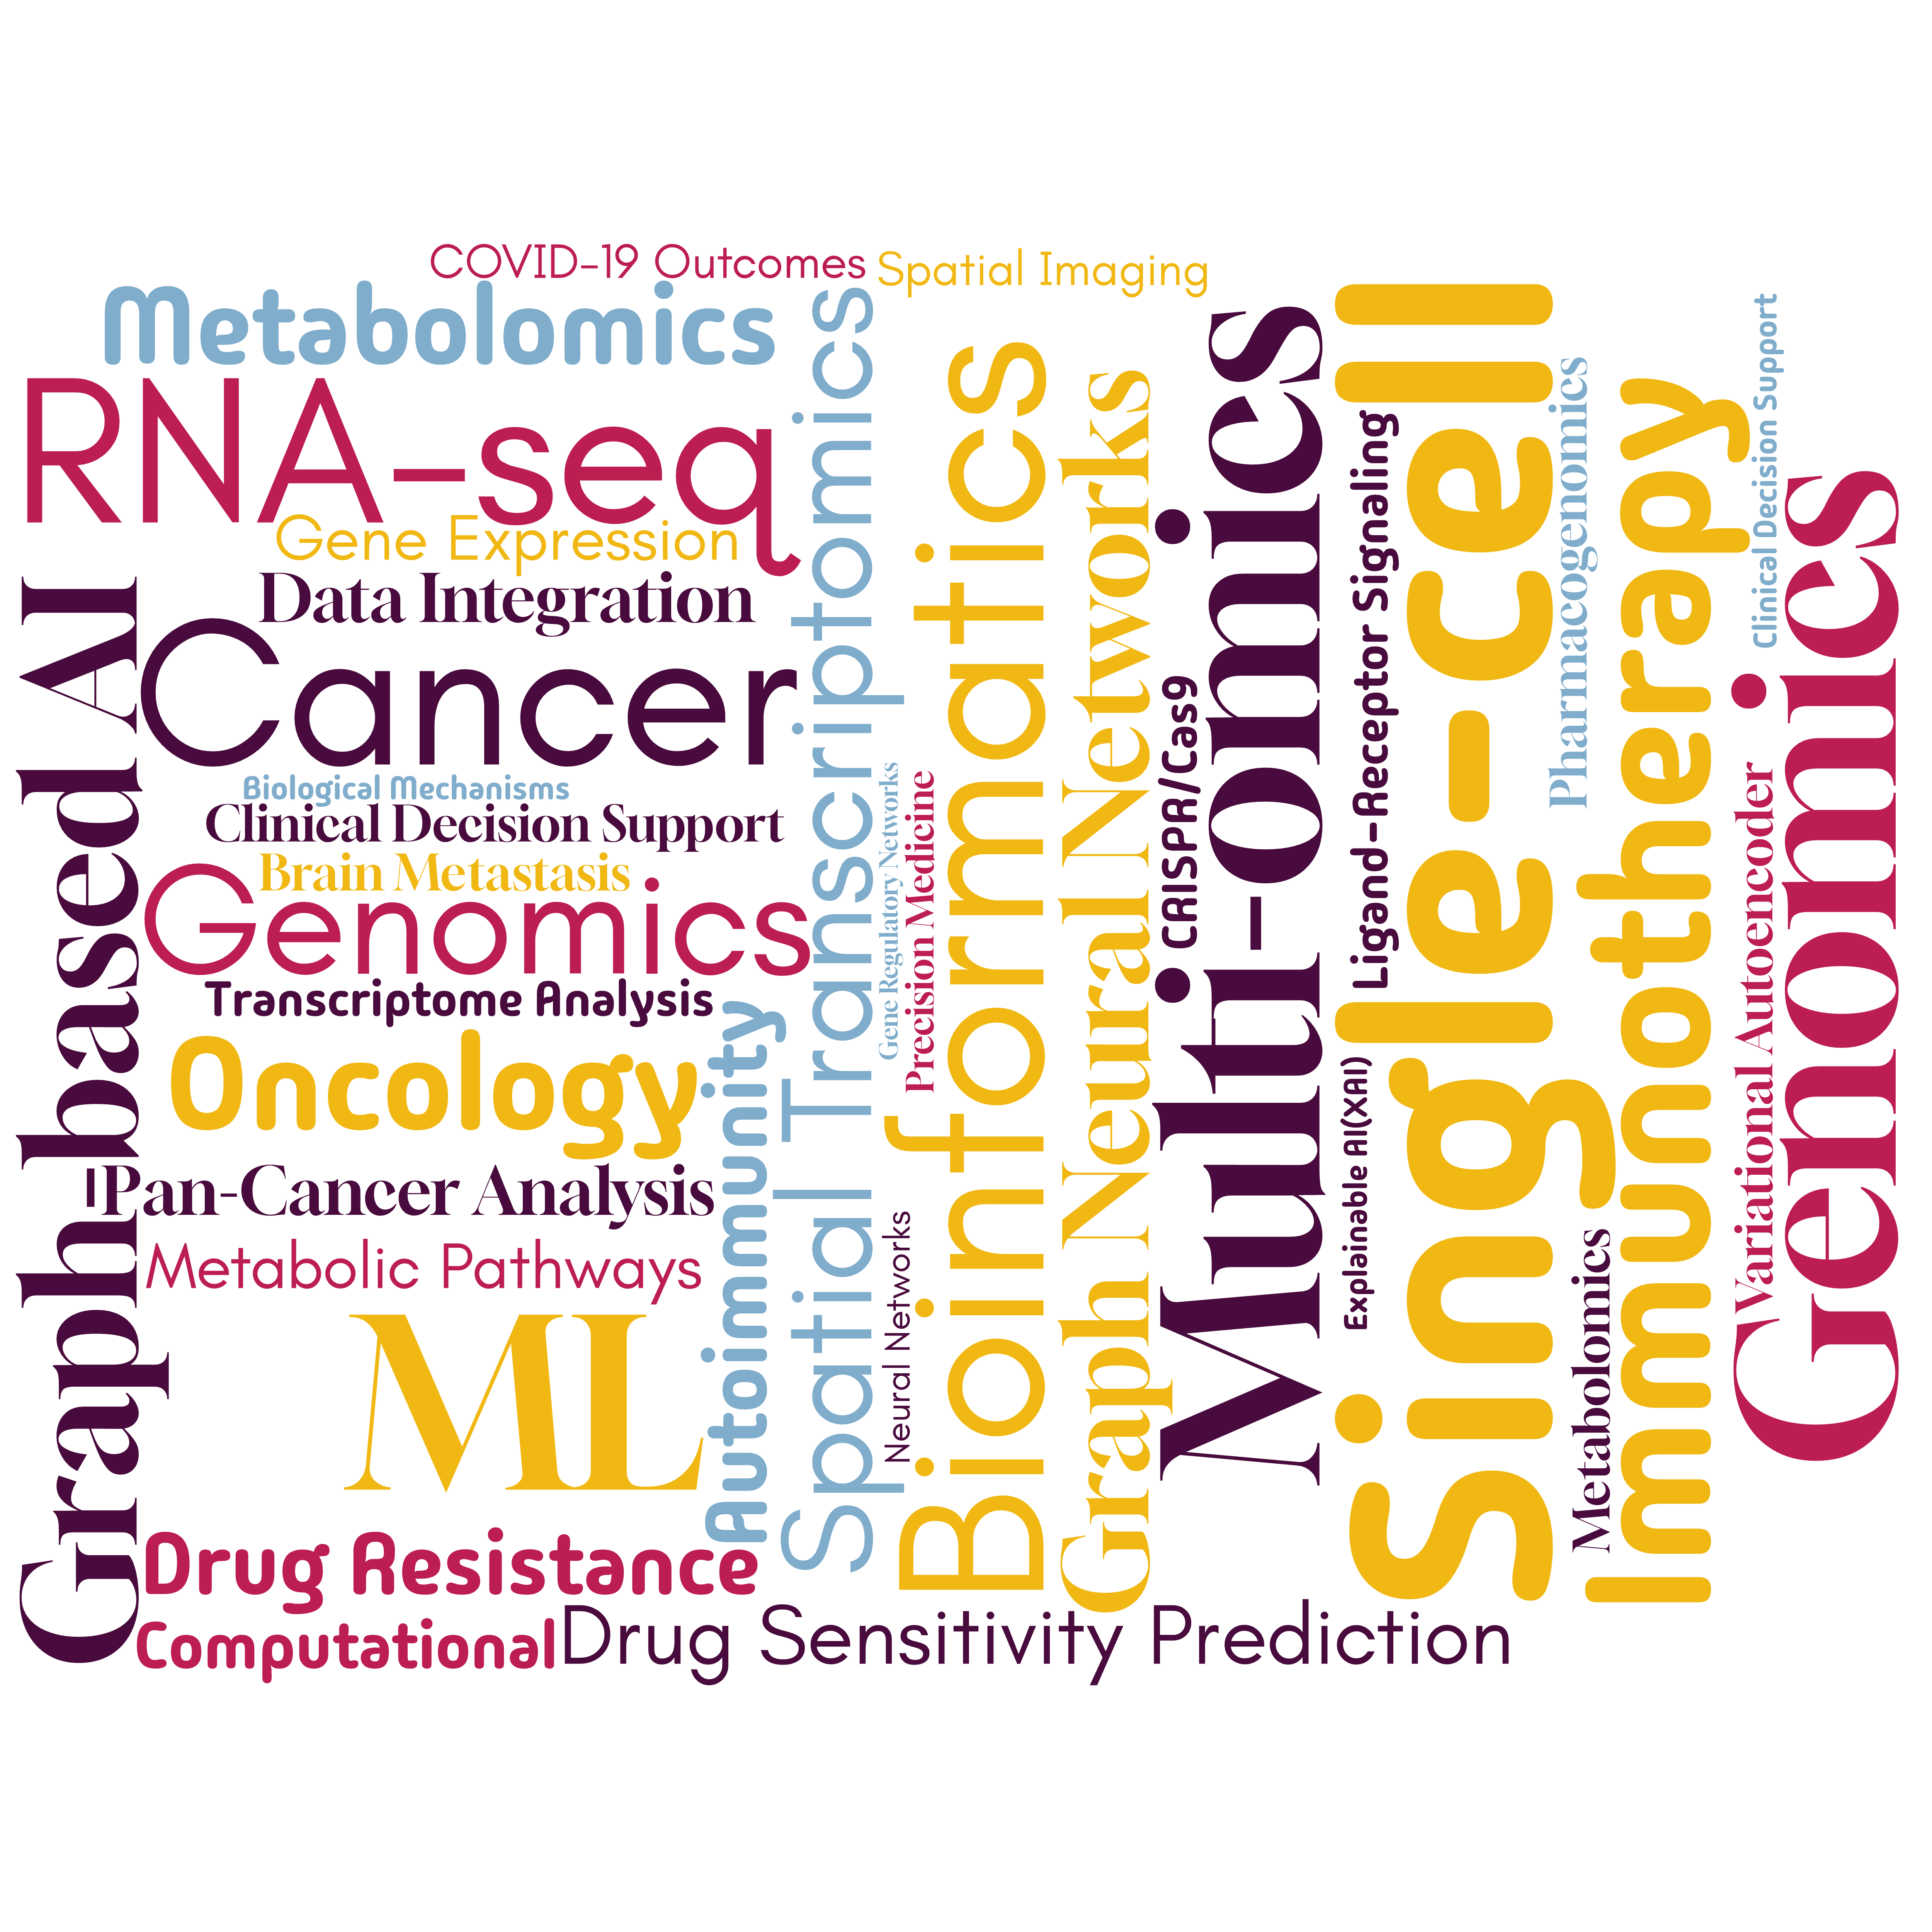 COVID-19 Outcomes
Spatial Imaging
Metabolomics
RNA-seq
Gene Expression
Data Integration
Cancer
Biological Mechanisms
Clinical Decision Support
Brain Metastasis
Genomics
Transcriptome Analysis
Oncology
Pan-Cancer Analysis
Metabolic Pathways
ML
Drug Resistance
Computational
Drug Sensitivity Prediction
Graph-based AI
Autoimmunity
Spatial Transcriptomics
Gene Regulatory Networks
Neural Networks
Precision Medicine
Bioinformatics
Graph Neural Networks
CRISPR/Cas9
Multi-omics
Ligand-Receptor Signaling
Explainable AI(XAI)
Single-cell
Pharmacogenomics
Metabolomics
Immunotherapy
Clinical Decision Support
Variational Autoencoder
Genomics